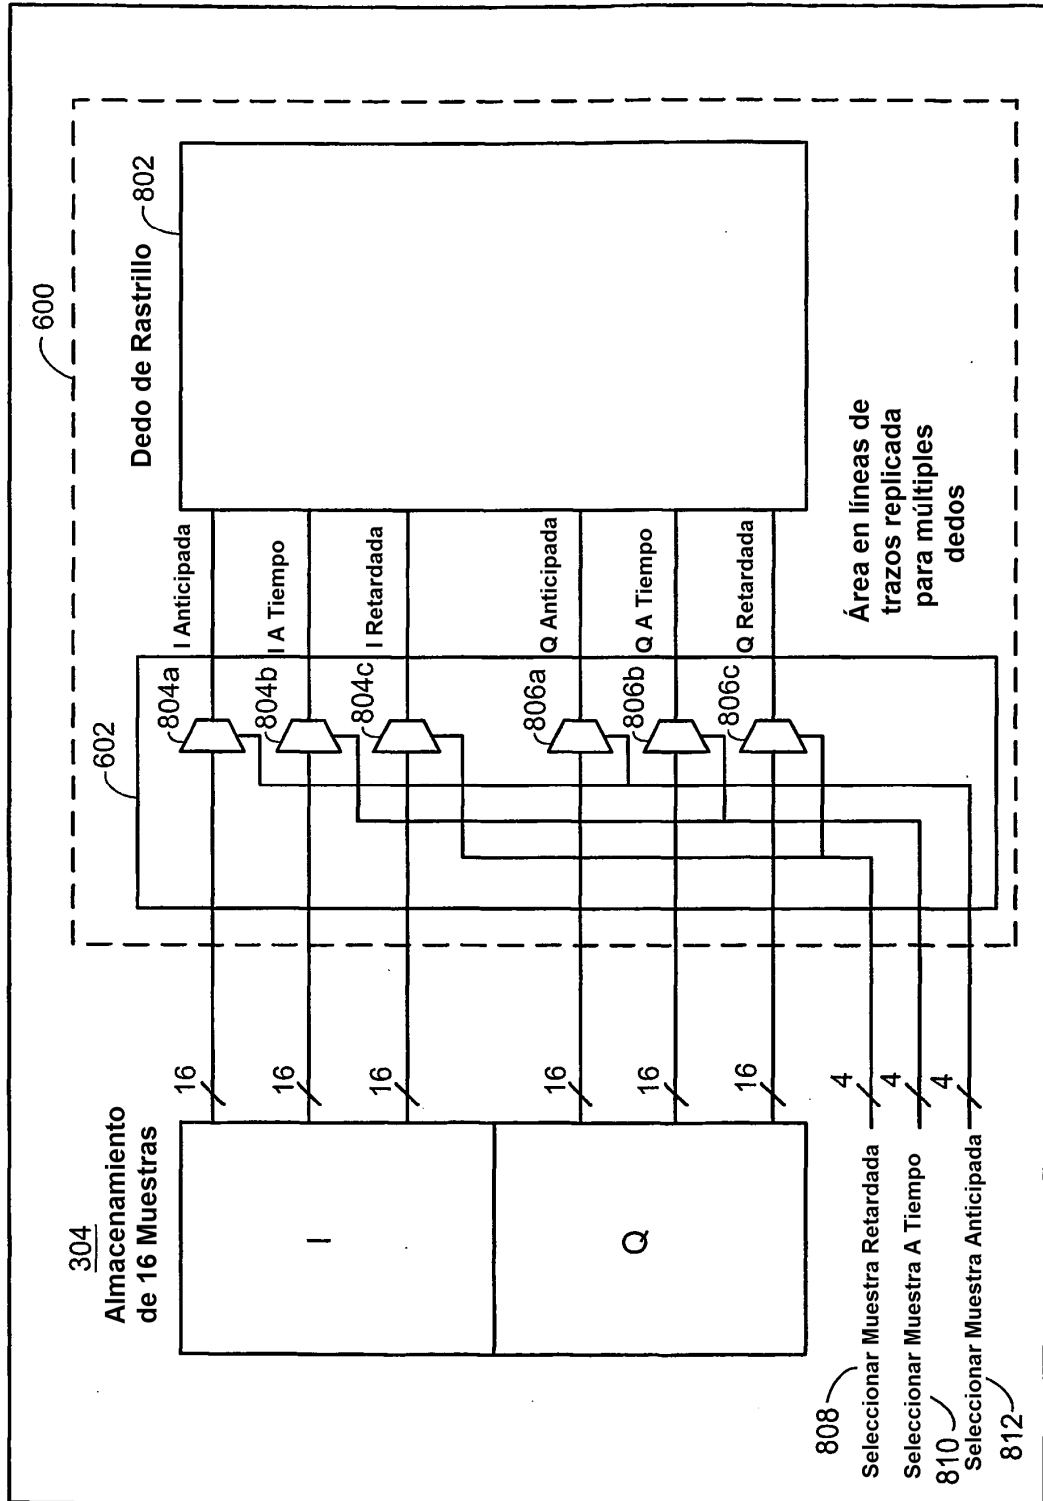 304
Almacenamiento
de 16 Muestras
I
Q
16
16
16
16
16
16
600
602
804a
804b
804c
806a
806b
806c
I Anticipada
I A Tiempo
I Retardada
Q Anticipada
Q A Tiempo
Q Retardada
Dedo de Rastrillo
802
Área en líneas de
trazos replicada
para múltiples
dedos
808
Seleccionar Muestra Retardada
4
Seleccionar Muestra A Tiempo
4
810
Seleccionar Muestra Anticipada
4
812